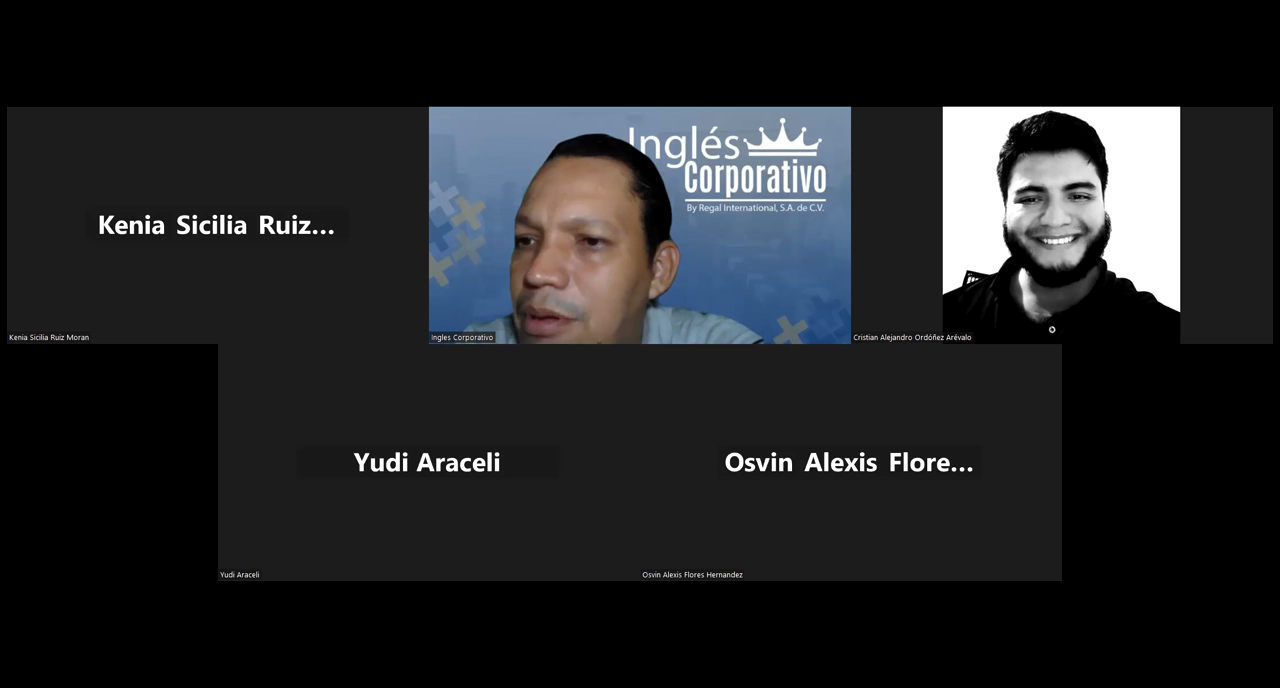 Kenia Sicilia Ruiz...
Kenia Sicilia Ruiz Moran
Inglés
Corporativo
By Regal International, S.A. de C.V.
Ingles Corporativo
Cristian Alejandro Ordóñez Arévalo
Yudi Araceli
Yudi Araceli
Osvin Alexis Flore...
Osvin Alexis Flores Hernandez